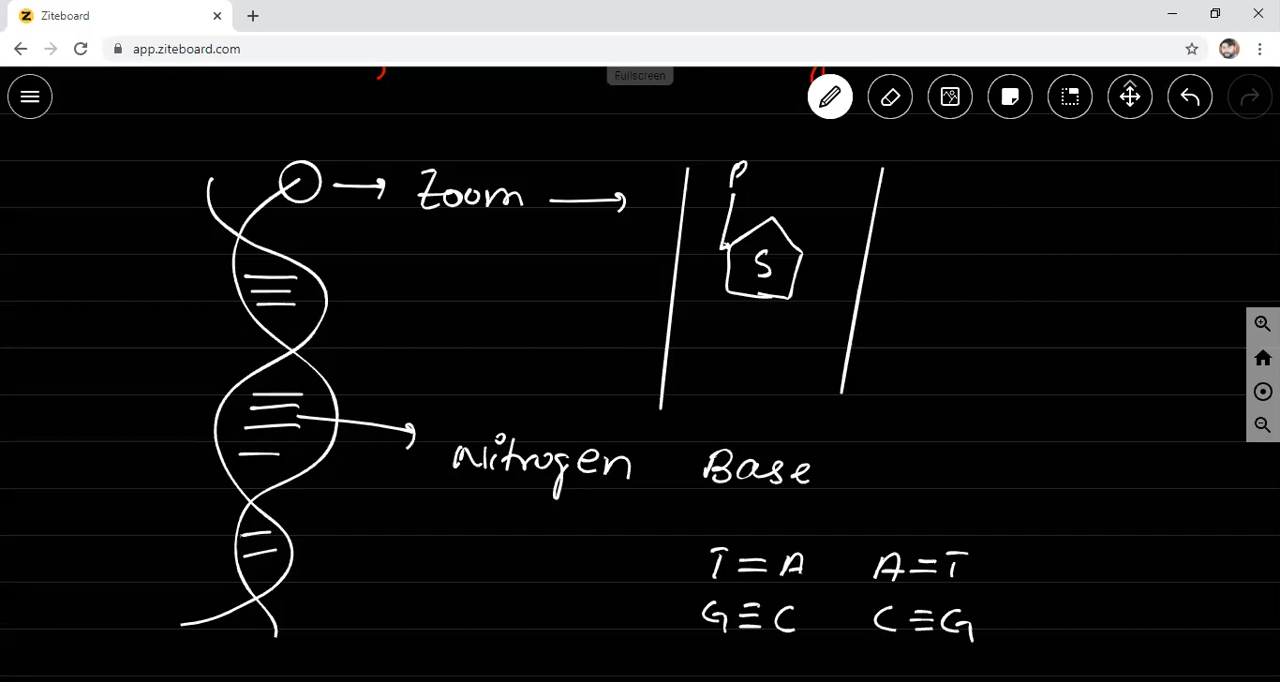 Ziteboard
app.ziteboard.com
Fullscreen
Zoom
P
S
Nitrogen Base
T = A A = T
G ≡ C C ≡ G